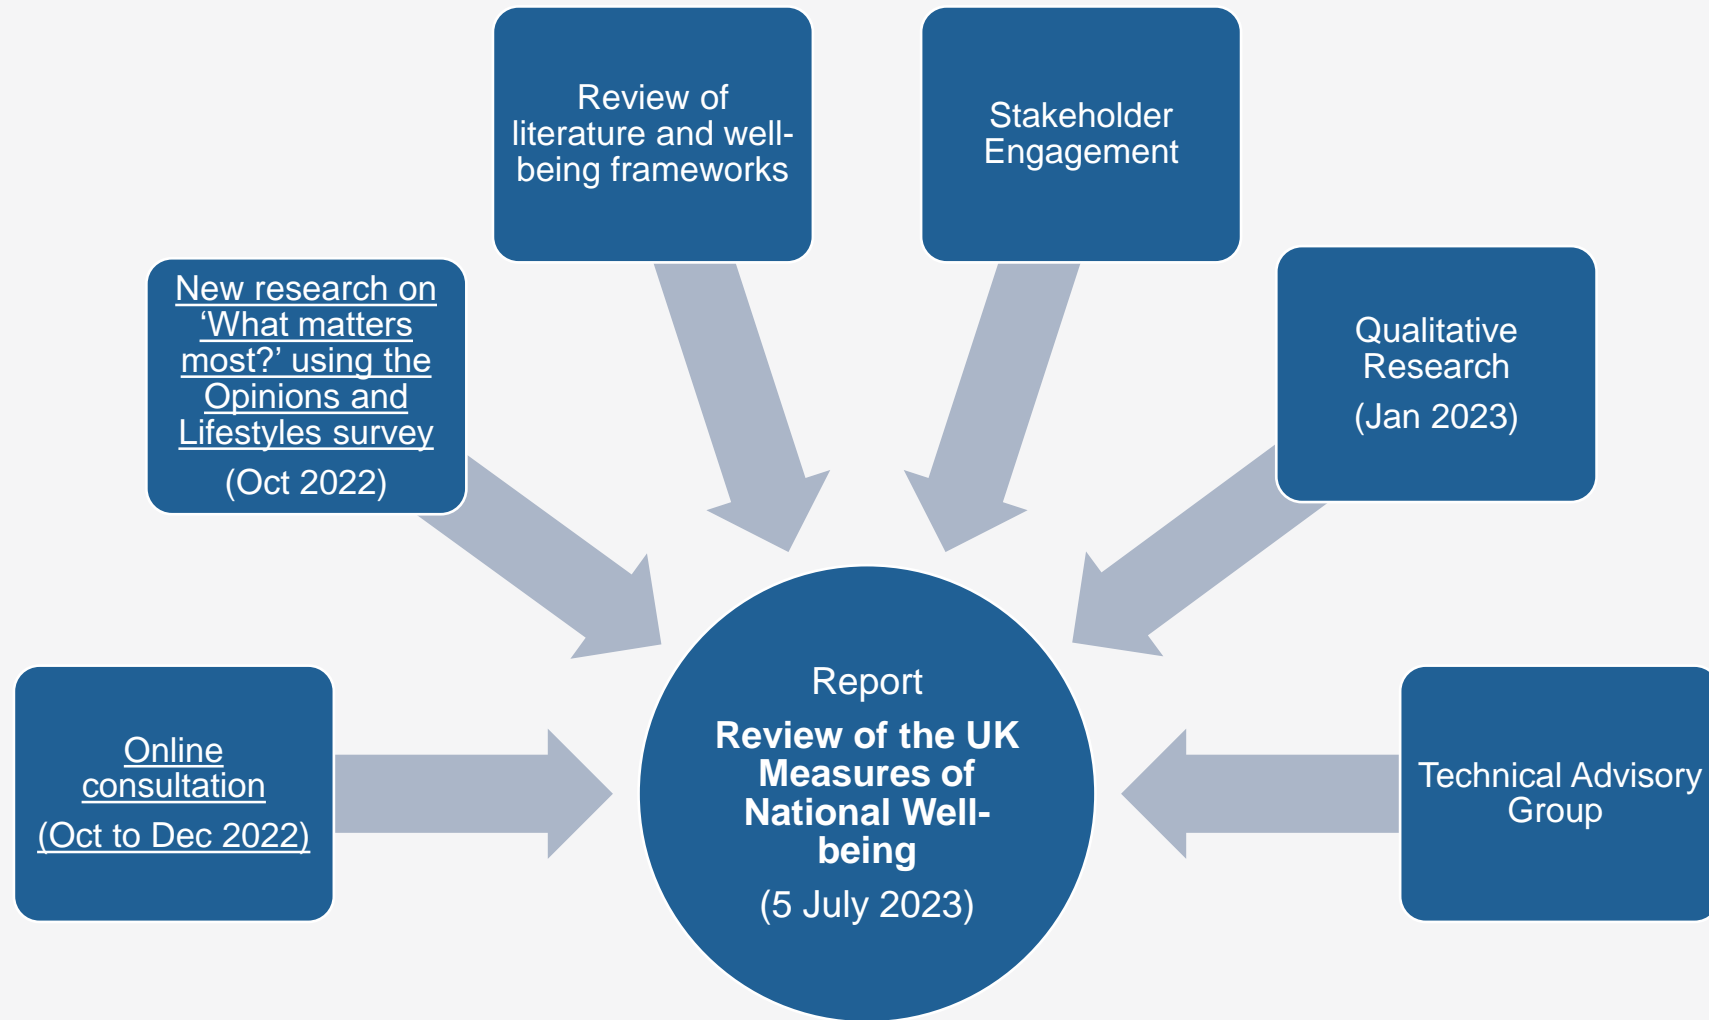 Review of
literature and well-
being frameworks
Stakeholder
Engagement
New research on
‘What matters
most?’ using the
Opinions and
Lifestyles survey
(Oct 2022)
Qualitative
Research
(Jan 2023)
Online
consultation
(Oct to Dec 2022)
Report
Review of the UK
Measures of
National Well-
being
(5 July 2023)
Technical Advisory
Group